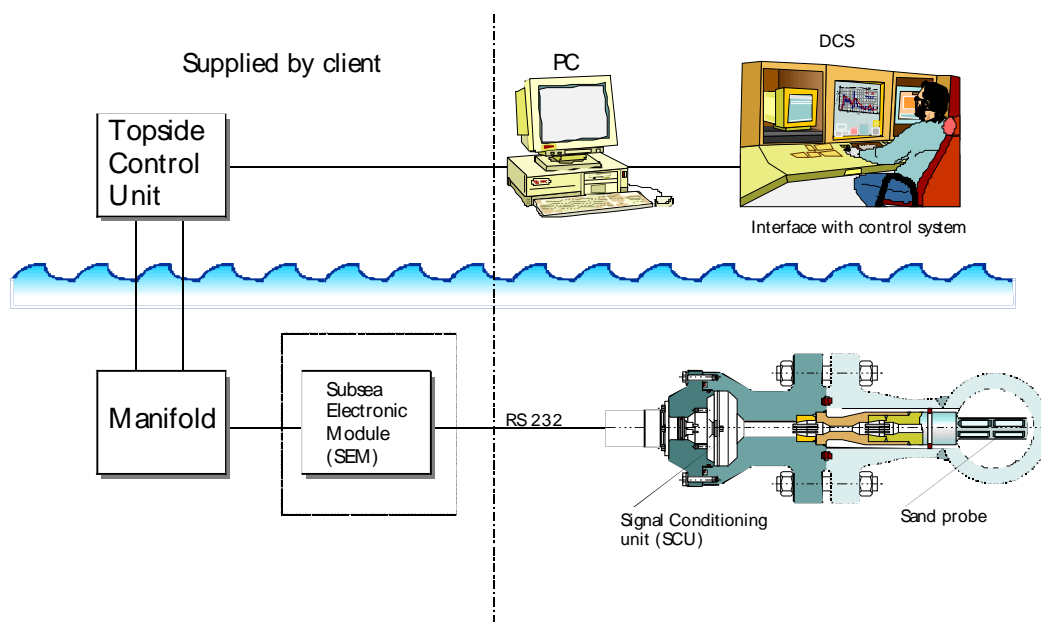 Supplied by client
PC
DCS
Topside
Control
Unit
Interface with control system
Manifold
Subsea
Electronic
Module
(SEM)
RS 232
Signal Conditioning
unit (SCU)
Sand probe